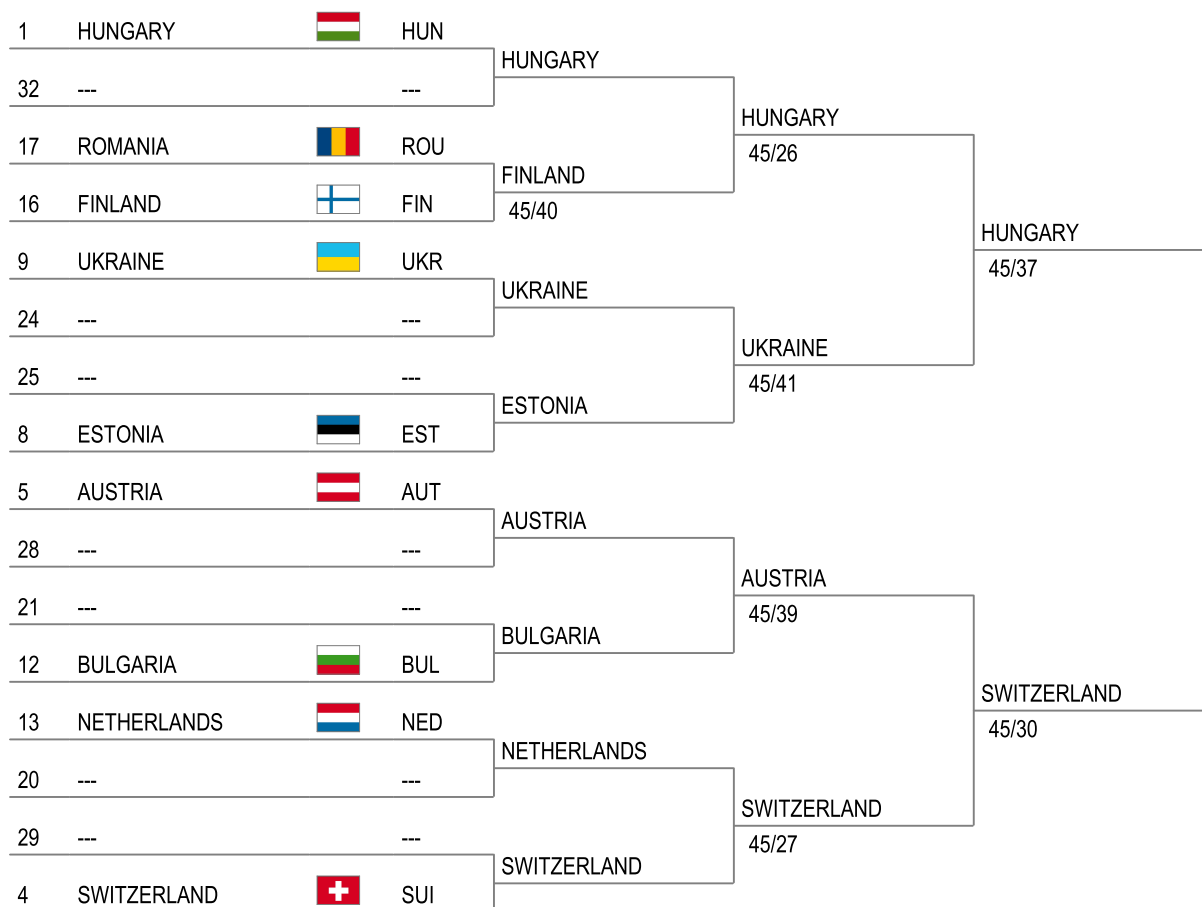 1 HUNGARY HUN
HUNGARY
32 --- ---
HUNGARY
45/26
17 ROMANIA ROU
FINLAND
45/40
16 FINLAND FIN
HUNGARY
45/37
9 UKRAINE UKR
UKRAINE
24 --- ---
UKRAINE
45/41
25 --- ---
ESTONIA
8 ESTONIA EST
5 AUSTRIA AUT
AUSTRIA
28 --- ---
AUSTRIA
45/39
21 --- ---
BULGARIA
12 BULGARIA BUL
SWITZERLAND
45/30
13 NETHERLANDS NED
NETHERLANDS
20 --- ---
SWITZERLAND
45/27
29 --- ---
SWITZERLAND
4 SWITZERLAND SUI